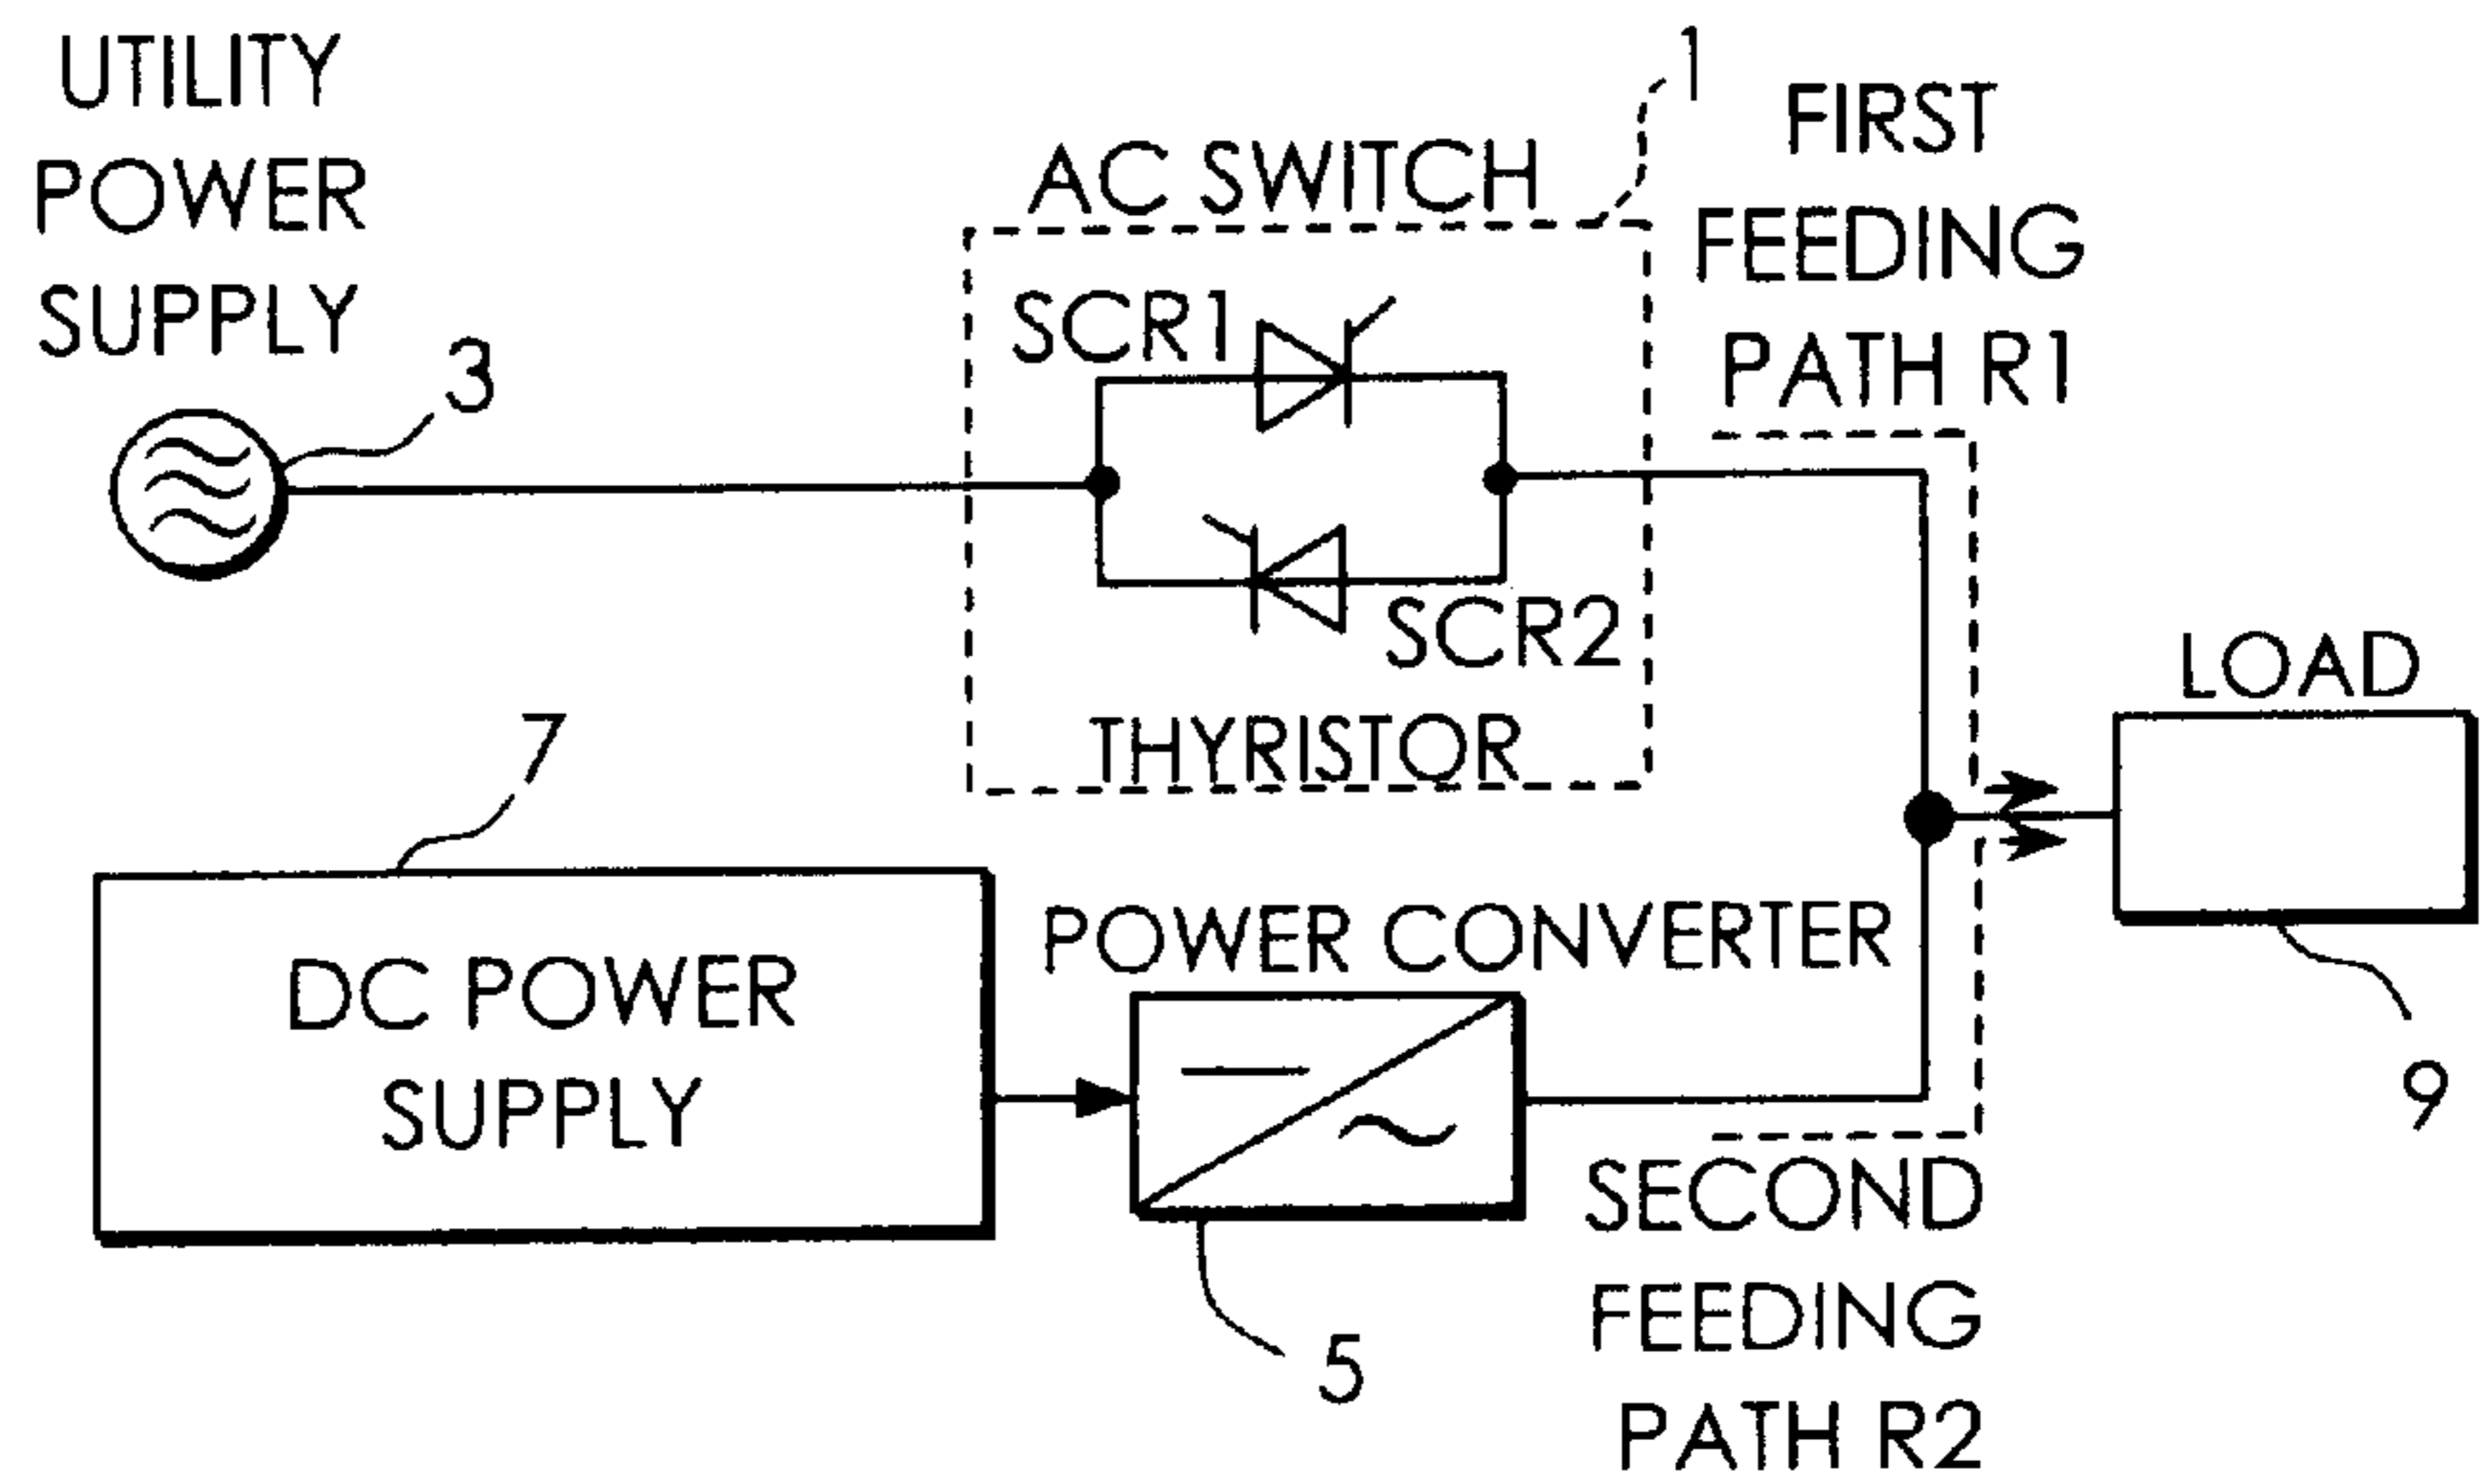 UTILITY
POWER
SUPPLY
3
1
AC SWITCH
SCR1
SCR2
THYRISTOR
FIRST
FEEDING
PATH R1
LOAD
9
7
DC POWER
SUPPLY
POWER CONVERTER
5
SECOND
FEEDING
PATH R2